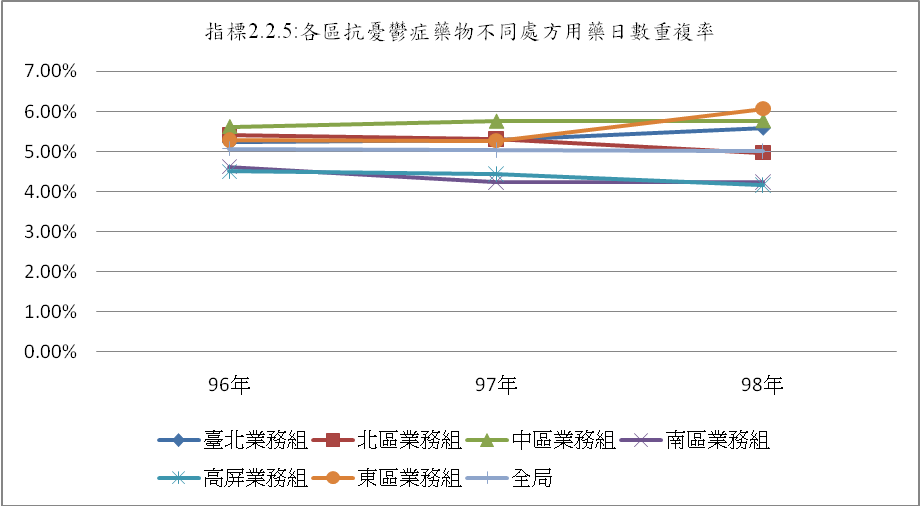 指標2.2.5:各區抗憂鬱症藥物不同處方用藥日數重複率
7.00%
6.00%
5.00%
4.00%
3.00%
2.00%
1.00%
0.00%
96年 97年 98年
臺北業務組 北區業務組 中區業務組 南區業務組
高屏業務組 東區業務組 全局